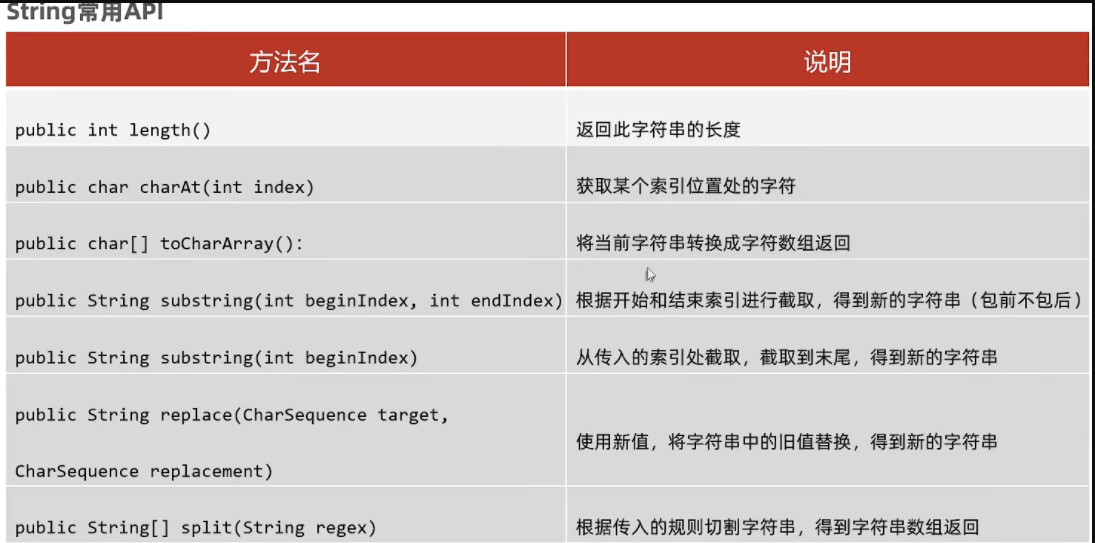 String常用API
方法名 说明
public int length() 返回此字符串的长度
public char charAt(int index) 获取某个索引位置处的字符
public char[] toCharArray(): 将当前字符串转换成字符数组返回
public String substring(int beginIndex, int endIndex) 根据开始和结束索引进行截取，得到新的字符串（包前不包后）
public String substring(int beginIndex) 从传入的索引处截取，截取到末尾，得到新的字符串
public String replace(CharSequence target,
CharSequence replacement)
使用新值，将字符串中的旧值替换，得到新的字符串
public String[] split(String regex) 根据传入的规则切割字符串，得到字符串数组返回